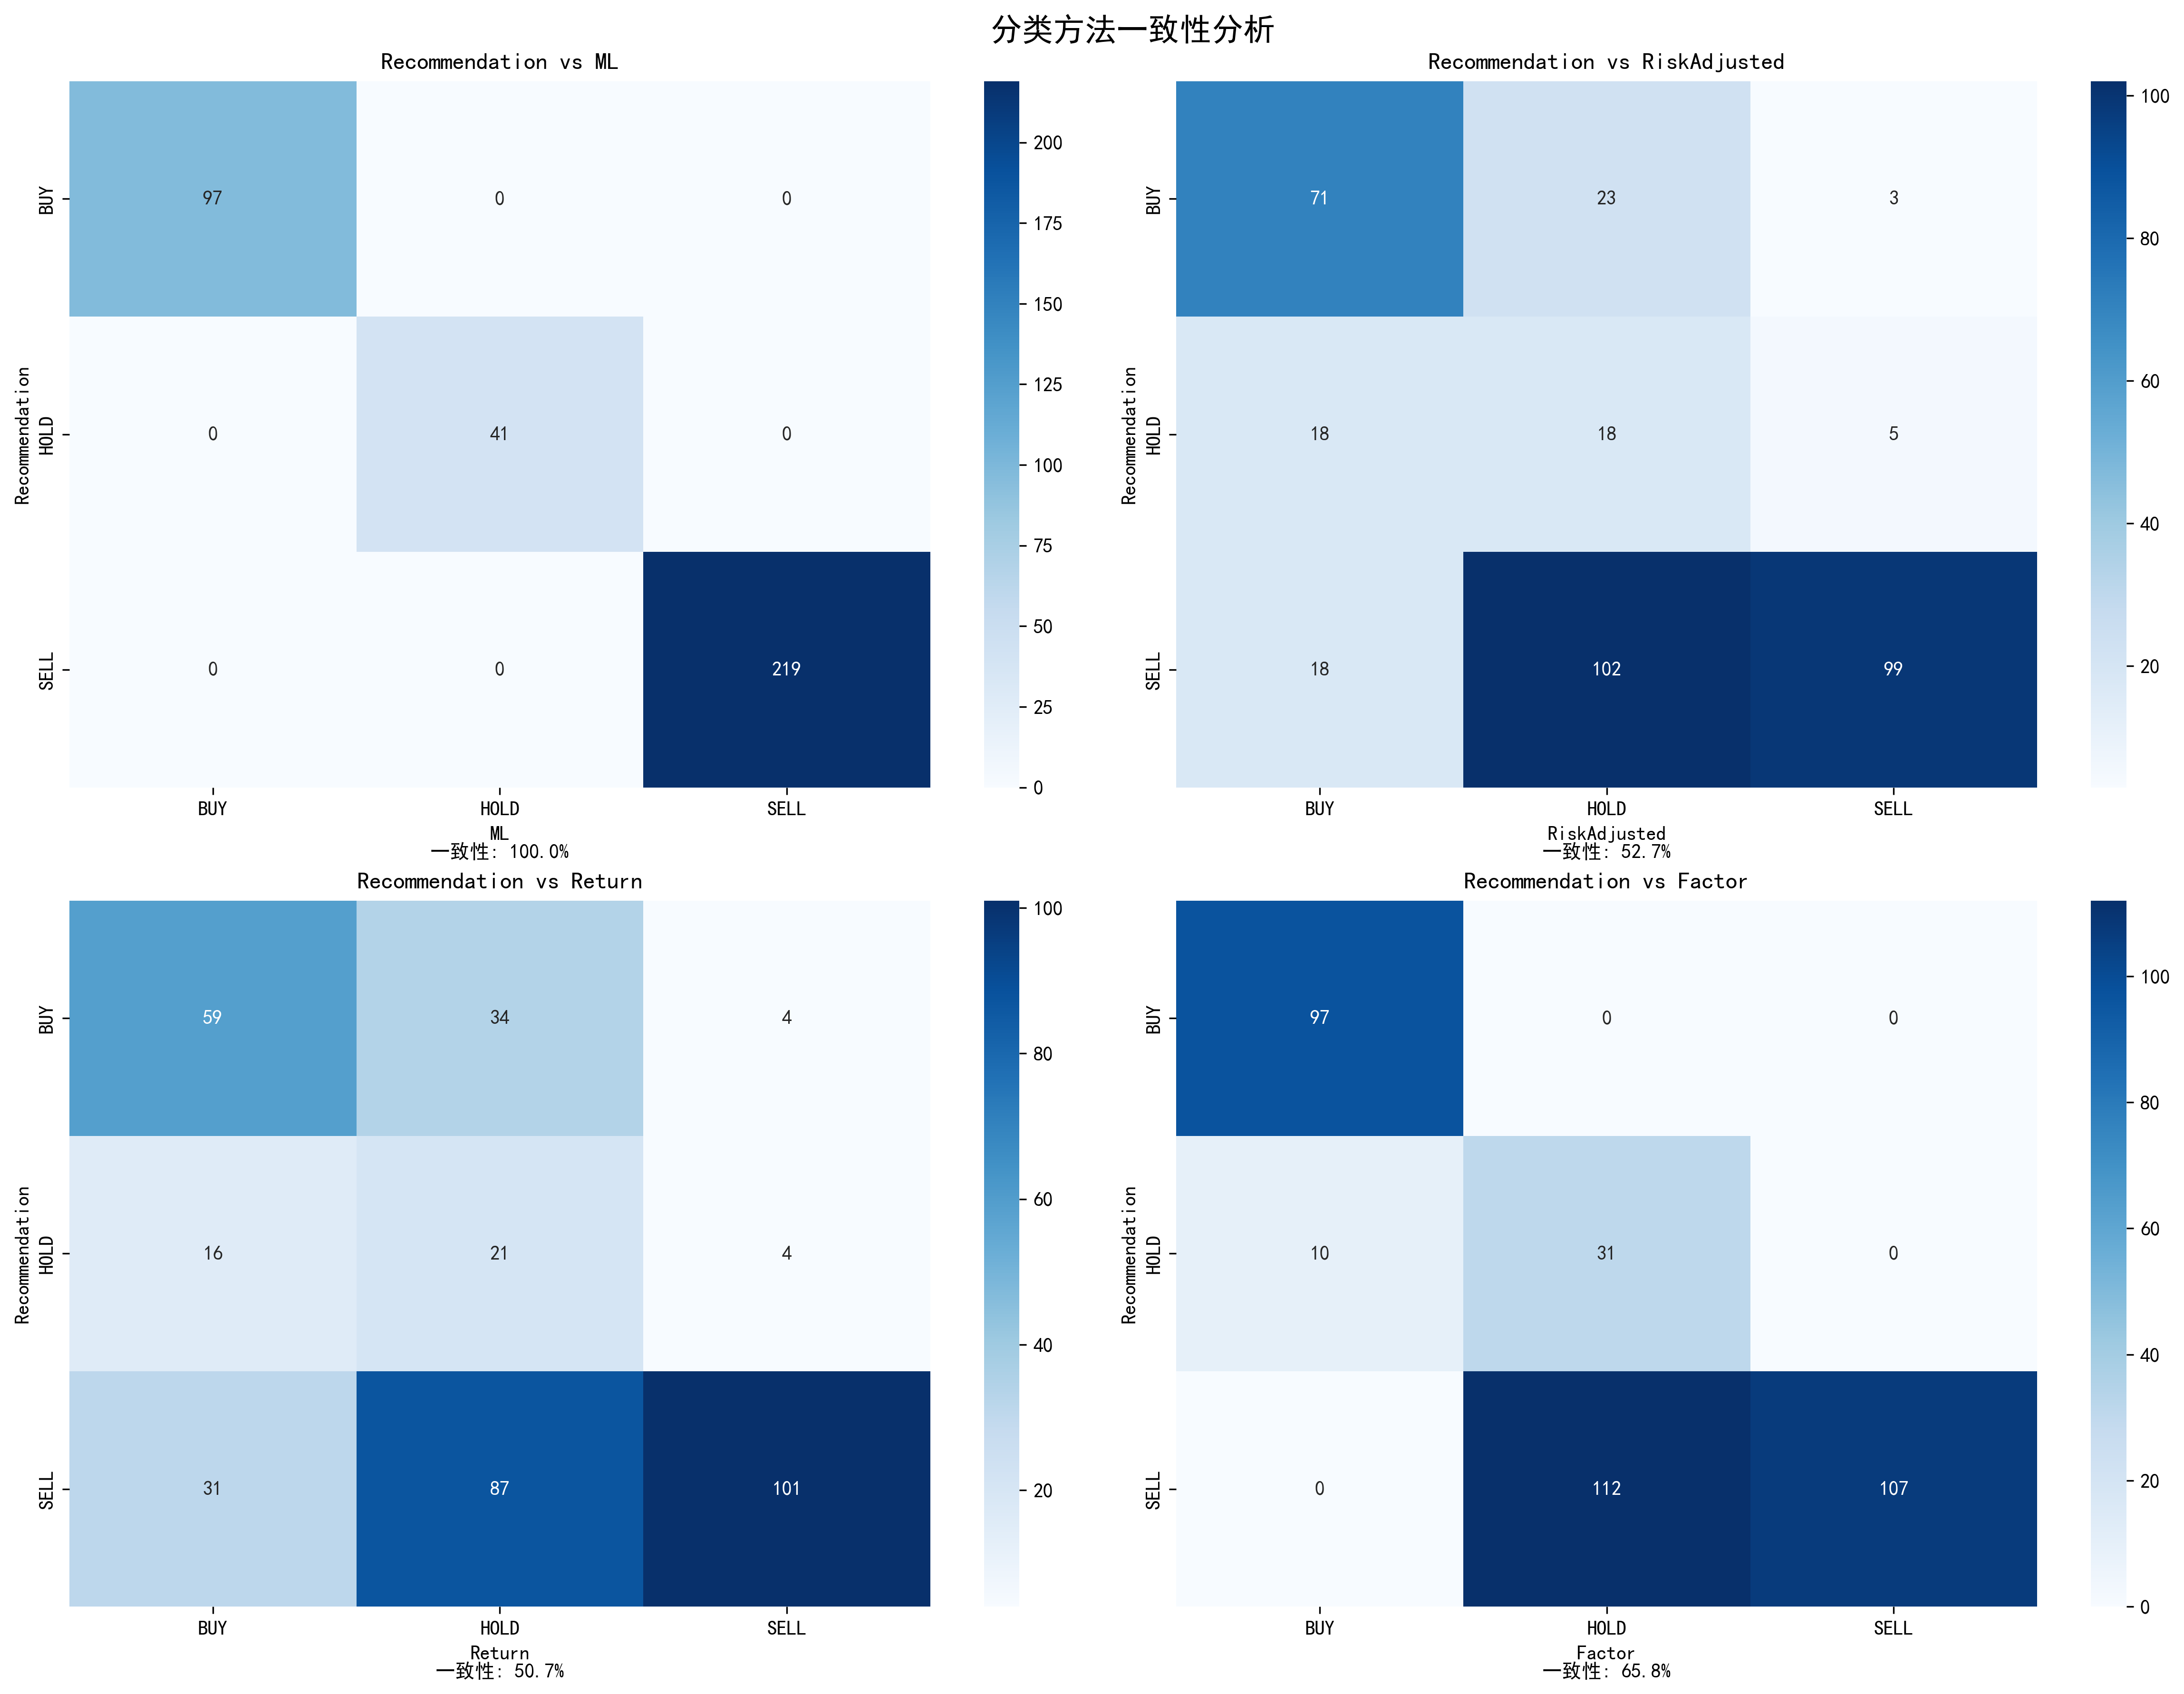 分类方法一致性分析
Recommendation vs ML
Recommendation
BUY
HOLD
SELL
97 0 0
0 41 0
0 0 219
BUY HOLD SELL
ML
一致性: 100.0%
200
175
150
125
100
75
50
25
0
Recommendation vs RiskAdjusted
Recommendation
BUY
HOLD
SELL
71 23 3
18 18 5
18 102 99
BUY HOLD SELL
RiskAdjusted
一致性: 52.7%
100
80
60
40
20
Recommendation vs Return
Recommendation
BUY
HOLD
SELL
59 34 4
16 21 4
31 87 101
BUY HOLD SELL
Return
一致性: 50.7%
100
80
60
40
20
Recommendation vs Factor
Recommendation
BUY
HOLD
SELL
97 0 0
10 31 0
0 112 107
BUY HOLD SELL
Factor
一致性: 65.8%
100
80
60
40
20
0